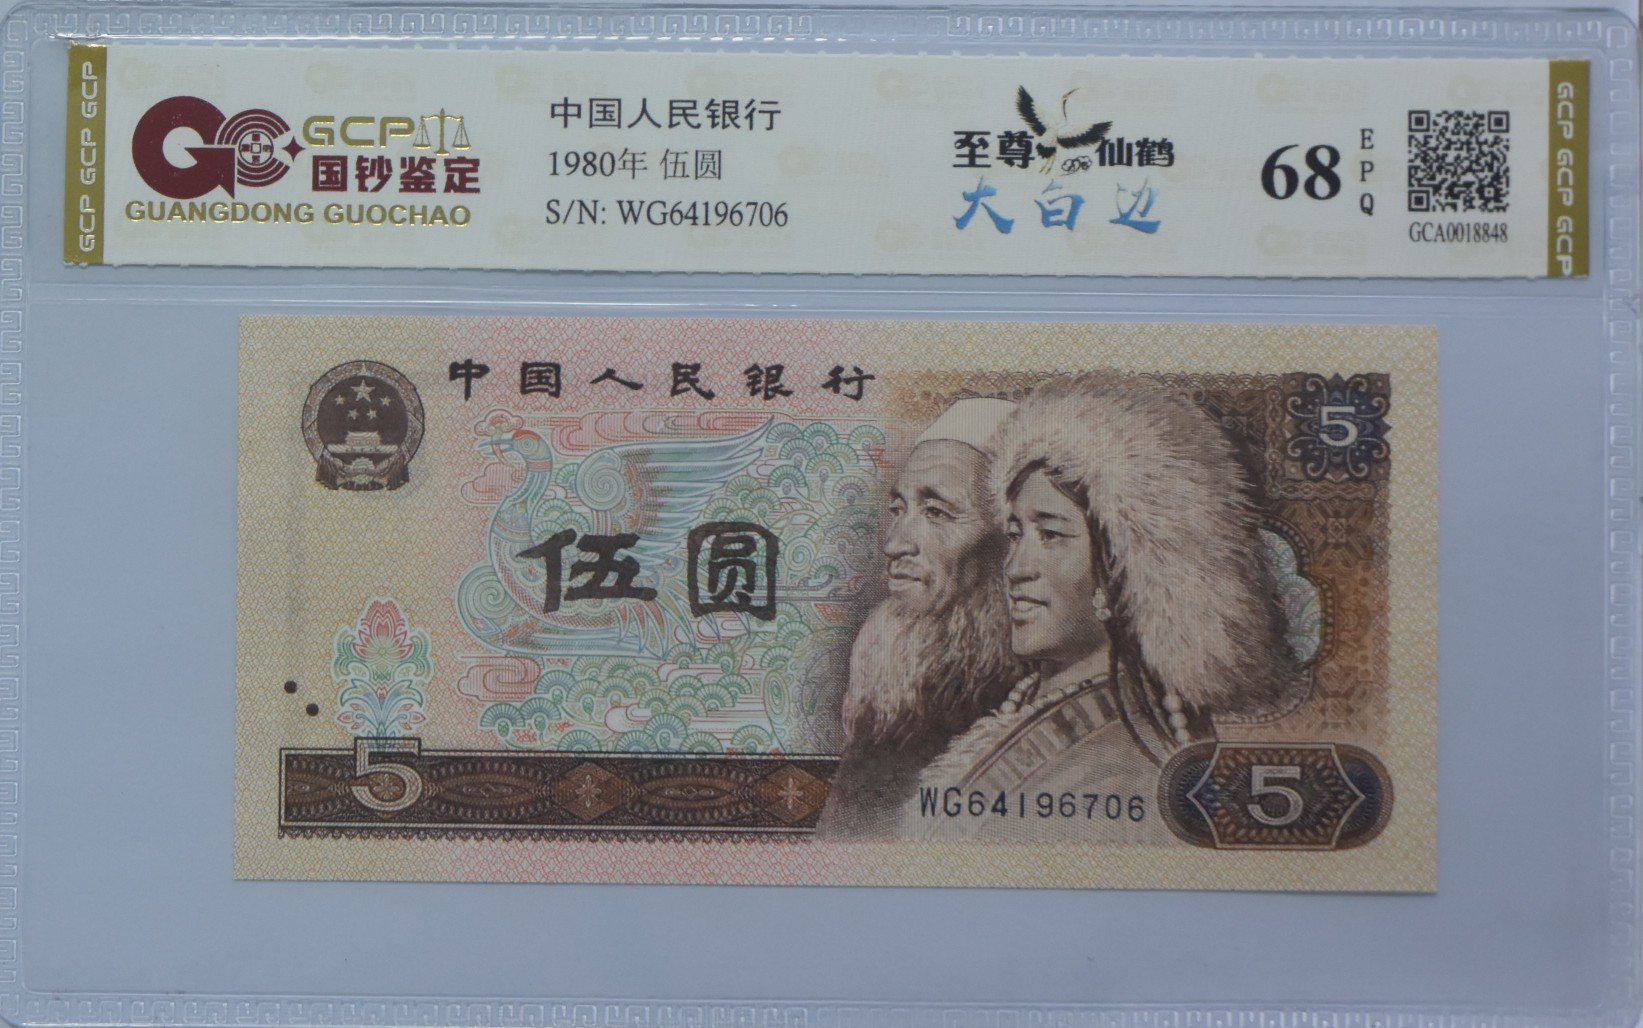 GCP GCP GCP
GCP
国钞鉴定
GUANGDONG GUOCHAO
中国人民银行
1980年 伍圆
S/N: WG64196706
至尊仙鹤
大白边
68
EPQ
GCA0018848
GCP GCP GCP
中国人民银行
5
伍圆
5
WG64196706
5